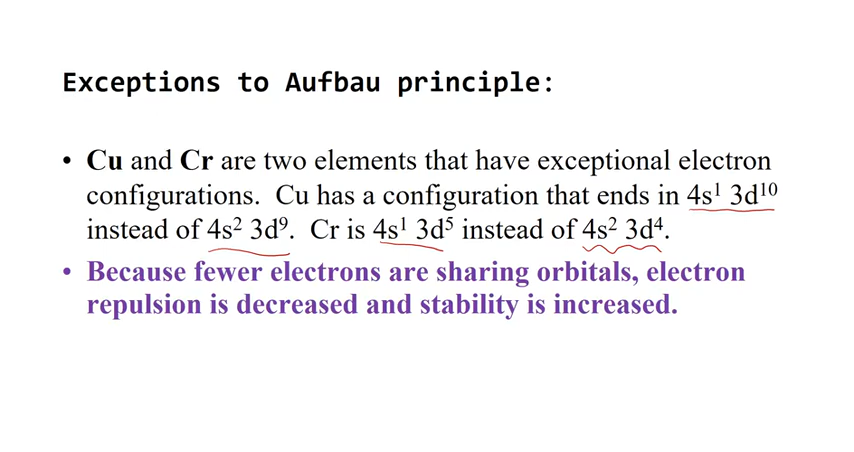 Exceptions to Aufbau principle:
• Cu and Cr are two elements that have exceptional electron
configurations. Cu has a configuration that ends in 4s¹ 3d¹⁰
instead of 4s² 3d⁹. Cr is 4s¹ 3d⁵ instead of 4s² 3d⁴.
• Because fewer electrons are sharing orbitals, electron
repulsion is decreased and stability is increased.